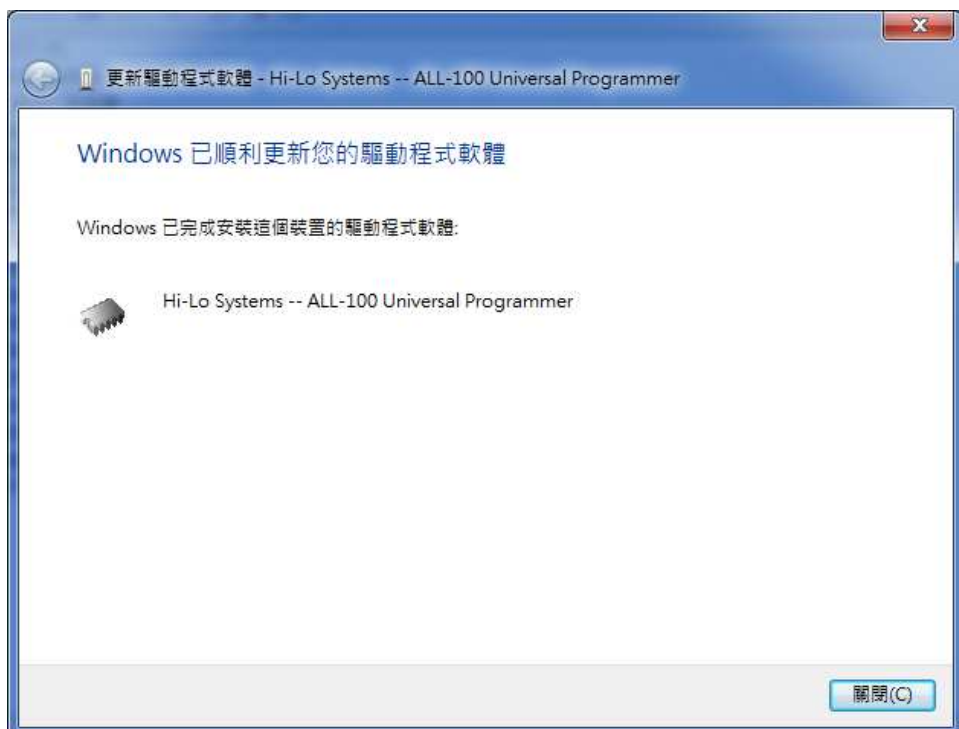 更新驅動程式軟體 - Hi-Lo Systems -- ALL-100 Universal Programmer
Windows 已順利更新您的驅動程式軟體
Windows 已完成安裝這個裝置的驅動程式軟體:
Hi-Lo Systems -- ALL-100 Universal Programmer
關閉(C)